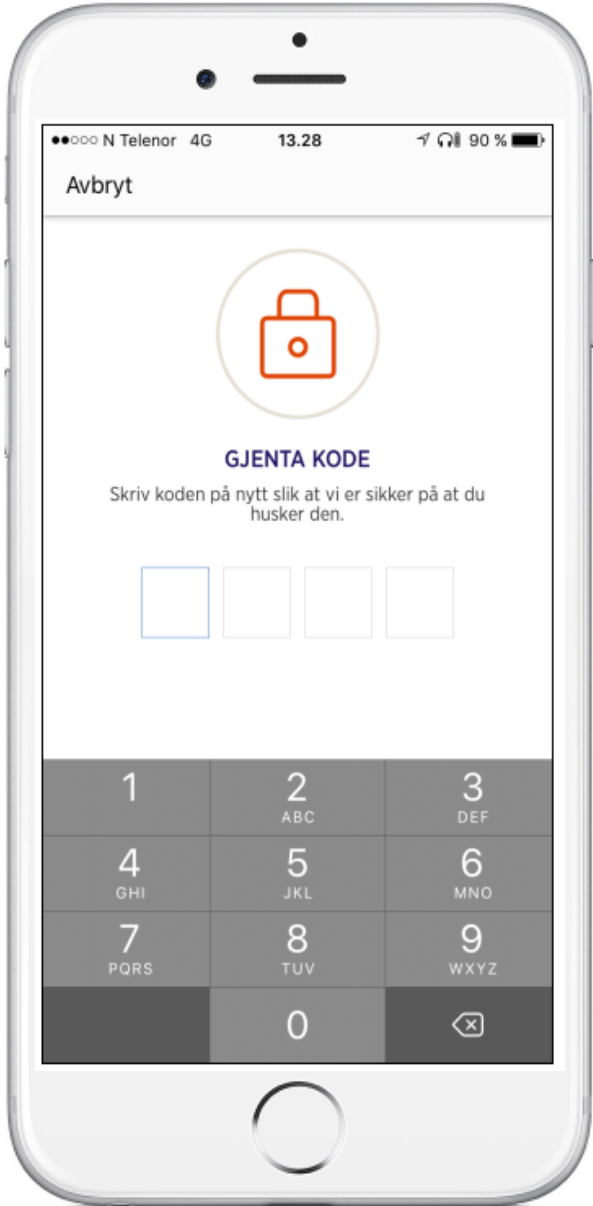 N Telenor 4G 13.28 90 %
Avbryt
GJENTA KODE
Skriv koden på nytt slik at vi er sikker på at du
husker den.
1 2 3
ABC DEF
4 5 6
GHI JKL MNO
7 8 9
PQRS TUV WXYZ
0